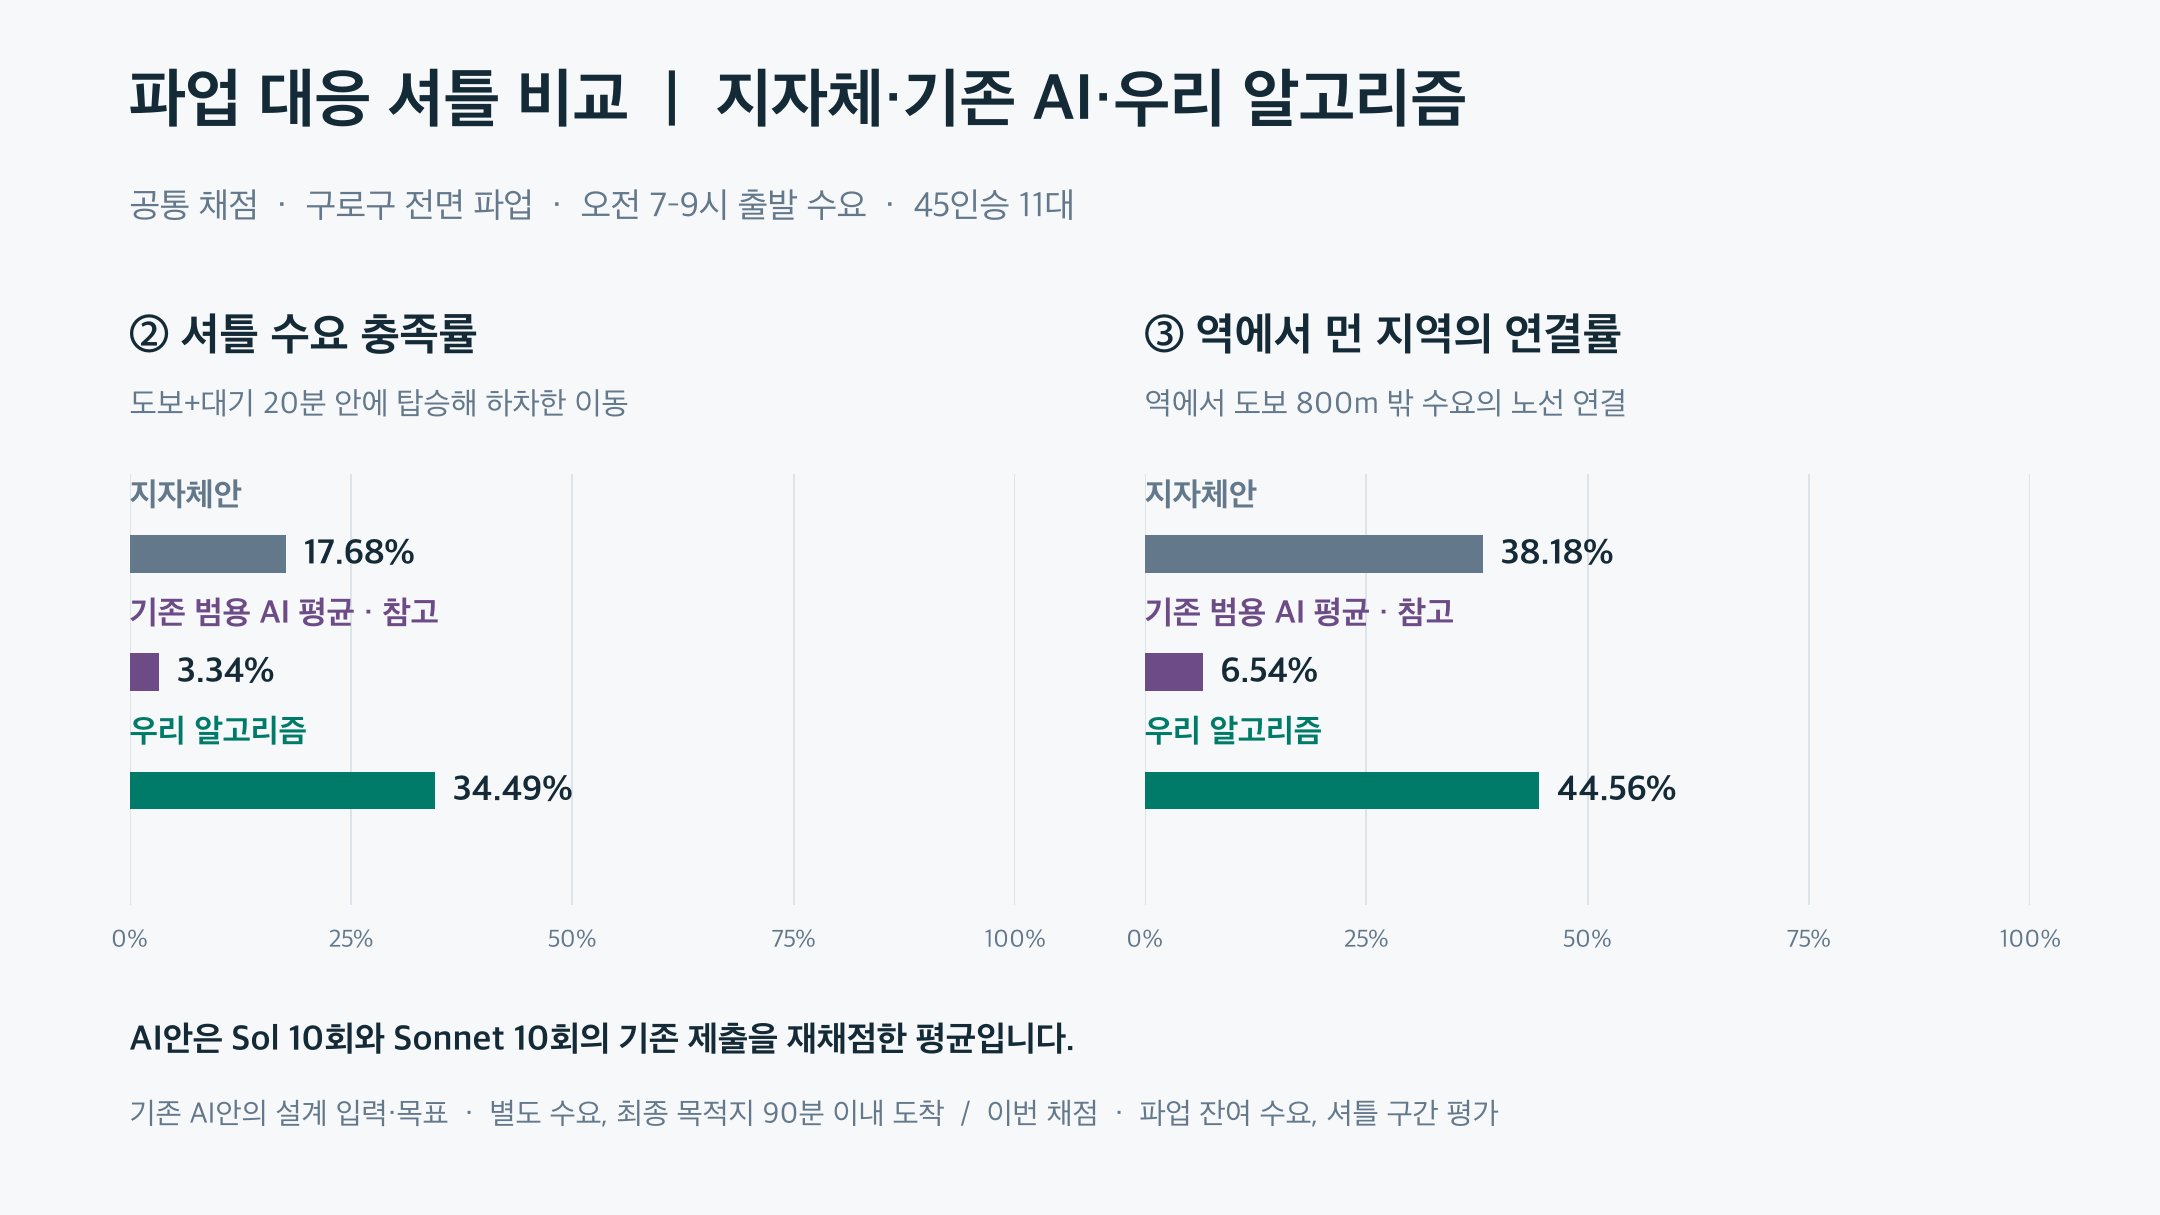 파업 대응 셔틀 비교 | 지자체·기존 AI·우리 알고리즘
공통 채점 · 구로구 전면 파업 · 오전 7-9시 출발 수요 · 45인승 11대
② 셔틀 수요 충족률
도보+대기 20분 안에 탑승해 하차한 이동
지자체안
17.68%
기존 범용 AI 평균 · 참고
3.34%
우리 알고리즘
34.49%
0% 25% 50% 75% 100%
③ 역에서 먼 지역의 연결률
역에서 도보 800m 밖 수요의 노선 연결
지자체안
38.18%
기존 범용 AI 평균 · 참고
6.54%
우리 알고리즘
44.56%
0% 25% 50% 75% 100%
AI안은 Sol 10회와 Sonnet 10회의 기존 제출을 재채점한 평균입니다.
기존 AI안의 설계 입력·목표 · 별도 수요, 최종 목적지 90분 이내 도착 / 이번 채점 · 파업 잔여 수요, 셔틀 구간 평가